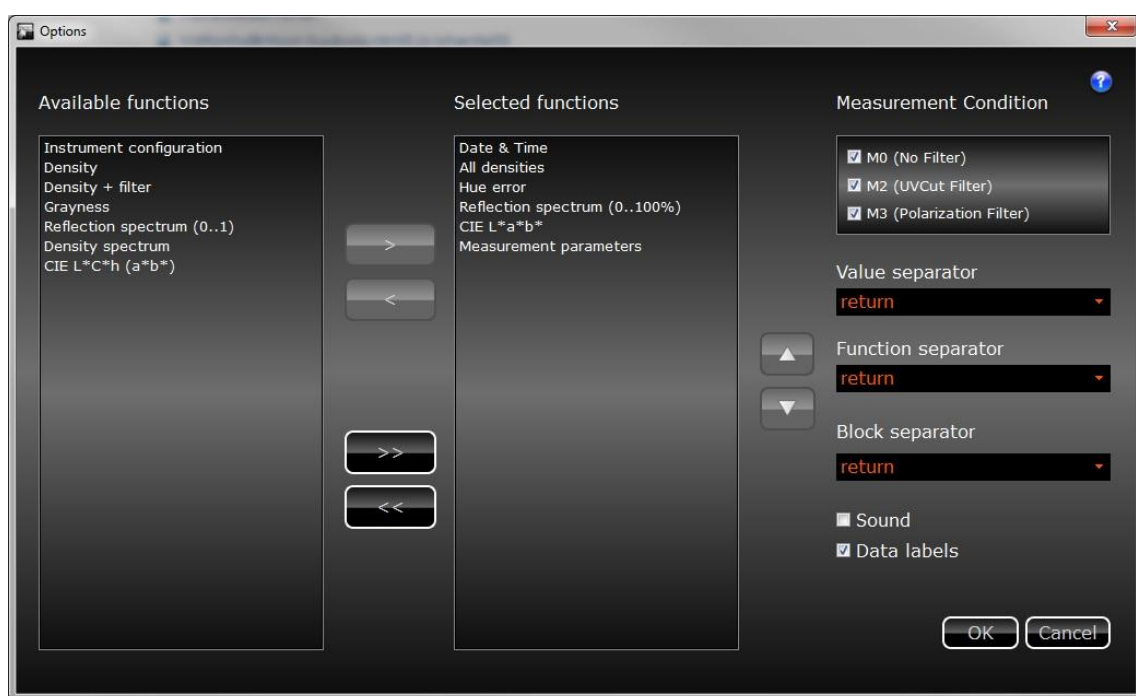 Options
Available functions
Instrument configuration
Density
Density + filter
Grayness
Reflection spectrum (0..1)
Density spectrum
CIE L*C*h (a*b*)
>
<
>>
<<
Selected functions
Date & Time
All densities
Hue error
Reflection spectrum (0..100%)
CIE L*a*b*
Measurement parameters
?
Measurement Condition
M0 (No Filter)
M2 (UVCut Filter)
M3 (Polarization Filter)
Value separator
return
Function separator
return
Block separator
return
Sound
Data labels
OK
Cancel